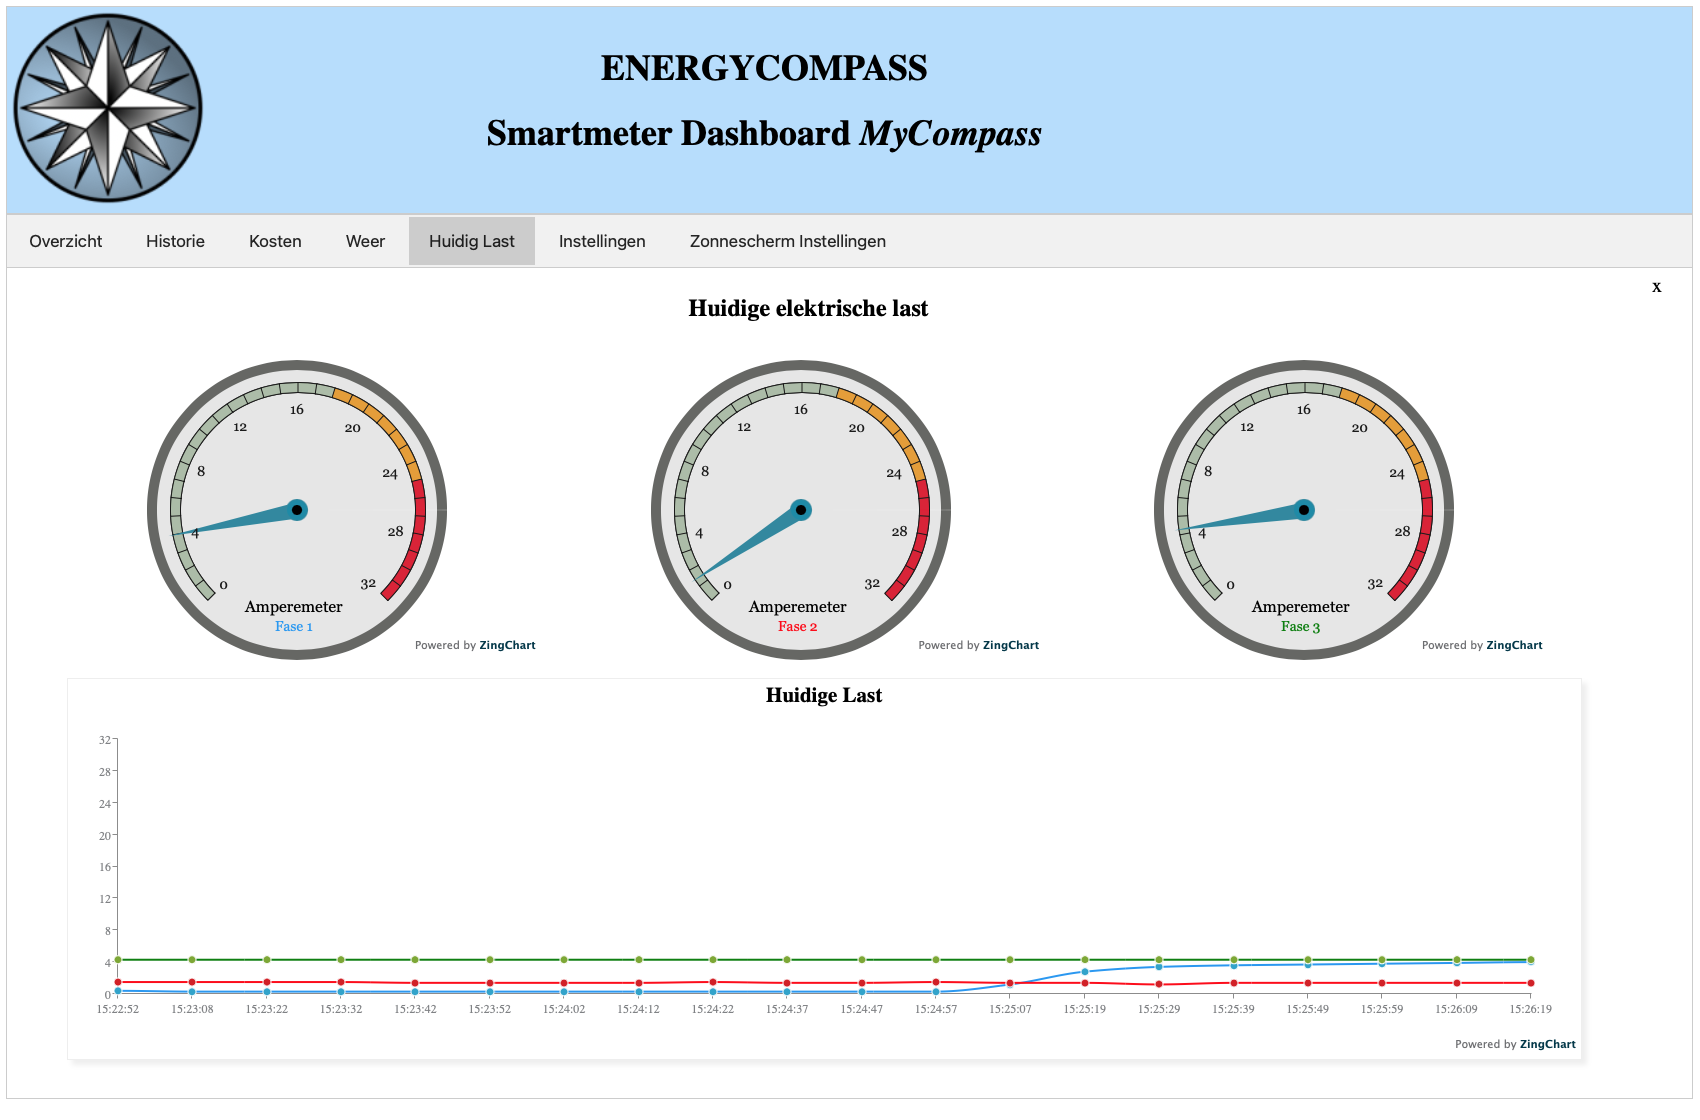 ENERGYCOMPASS
Smartmeter Dashboard MyCompass
Overzicht Historie Kosten Weer Huidig Last Instellingen Zonnescherm Instellingen
x
Huidige elektrische last
0 4 8 12 16 20 24 28 32
Amperemeter
Fase 1
Powered by ZingChart
0 4 8 12 16 20 24 28 32
Amperemeter
Fase 2
Powered by ZingChart
0 4 8 12 16 20 24 28 32
Amperemeter
Fase 3
Powered by ZingChart
Huidige Last
32
28
24
20
16
12
8
4
0
15:22:52 15:23:08 15:23:22 15:23:32 15:23:42 15:23:52 15:24:02 15:24:12 15:24:22 15:24:37 15:24:47 15:24:57 15:25:07 15:25:19 15:25:29 15:25:39 15:25:49 15:25:59 15:26:09 15:26:19
Powered by ZingChart